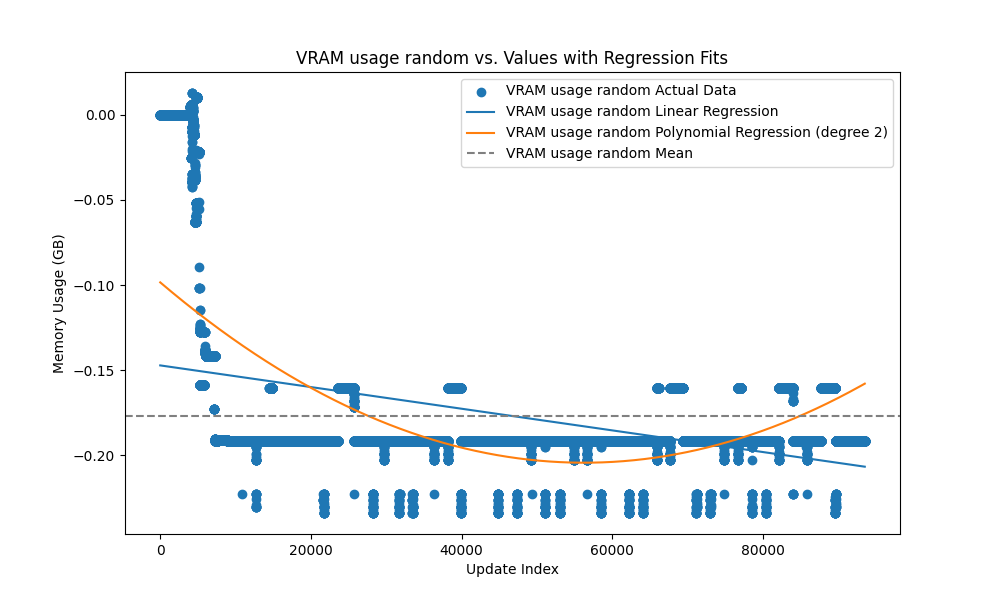 VRAM usage random vs. Values with Regression Fits
VRAM usage random Actual Data
VRAM usage random Linear Regression
VRAM usage random Polynomial Regression (degree 2)
VRAM usage random Mean
0.00
−0.05
−0.10
−0.15
−0.20
Memory Usage (GB)
0
20000
40000
60000
80000
Update Index